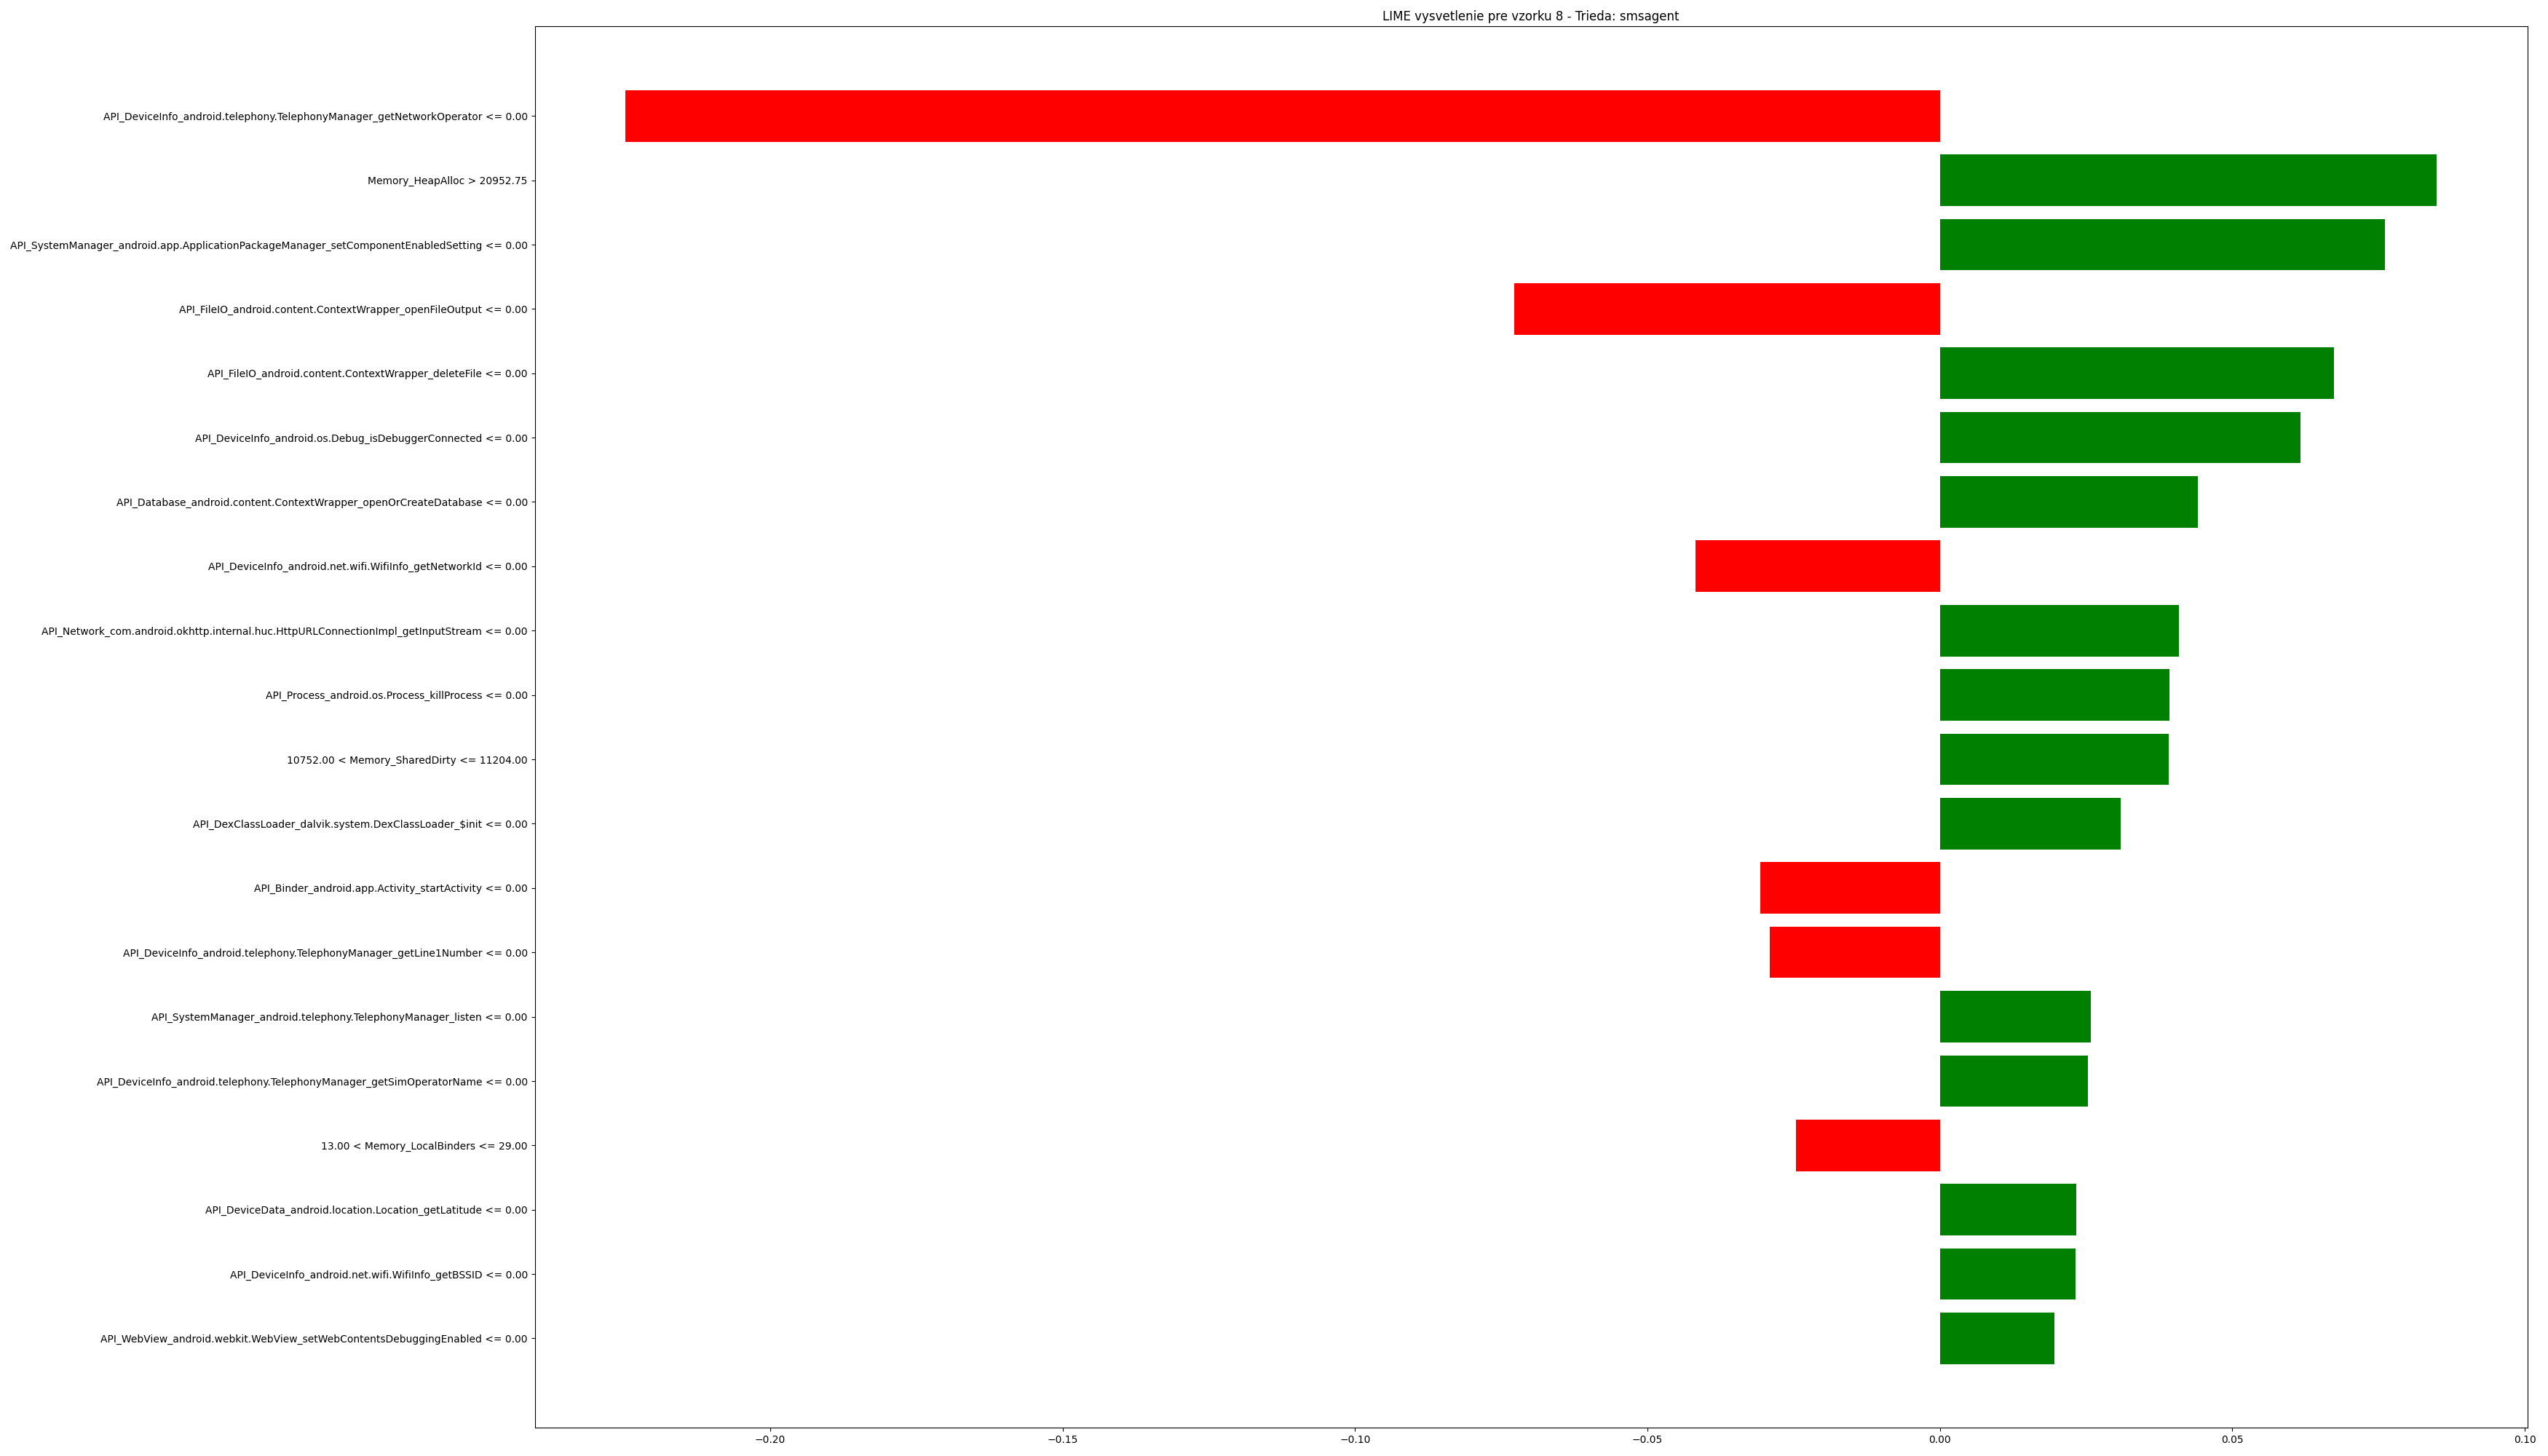 LIME vysvetlenie pre vzorku 8 - Trieda: smsagent
API_DeviceInfo_android.telephony.TelephonyManager_getNetworkOperator <= 0.00
Memory_HeapAlloc > 20952.75
API_SystemManager_android.app.ApplicationPackageManager_setComponentEnabledSetting <= 0.00
API_FileIO_android.content.ContextWrapper_openFileOutput <= 0.00
API_FileIO_android.content.ContextWrapper_deleteFile <= 0.00
API_DeviceInfo_android.os.Debug_isDebuggerConnected <= 0.00
API_Database_android.content.ContextWrapper_openOrCreateDatabase <= 0.00
API_DeviceInfo_android.net.wifi.WifiInfo_getNetworkId <= 0.00
API_Network_com.android.okhttp.internal.huc.HttpURLConnectionImpl_getInputStream <= 0.00
API_Process_android.os.Process_killProcess <= 0.00
10752.00 < Memory_SharedDirty <= 11204.00
API_DexClassLoader_dalvik.system.DexClassLoader_$init <= 0.00
API_Binder_android.app.Activity_startActivity <= 0.00
API_DeviceInfo_android.telephony.TelephonyManager_getLine1Number <= 0.00
API_SystemManager_android.telephony.TelephonyManager_listen <= 0.00
API_DeviceInfo_android.telephony.TelephonyManager_getSimOperatorName <= 0.00
13.00 < Memory_LocalBinders <= 29.00
API_DeviceData_android.location.Location_getLatitude <= 0.00
API_DeviceInfo_android.net.wifi.WifiInfo_getBSSID <= 0.00
API_WebView_android.webkit.WebView_setWebContentsDebuggingEnabled <= 0.00
−0.20 −0.15 −0.10 −0.05 0.00 0.05 0.10